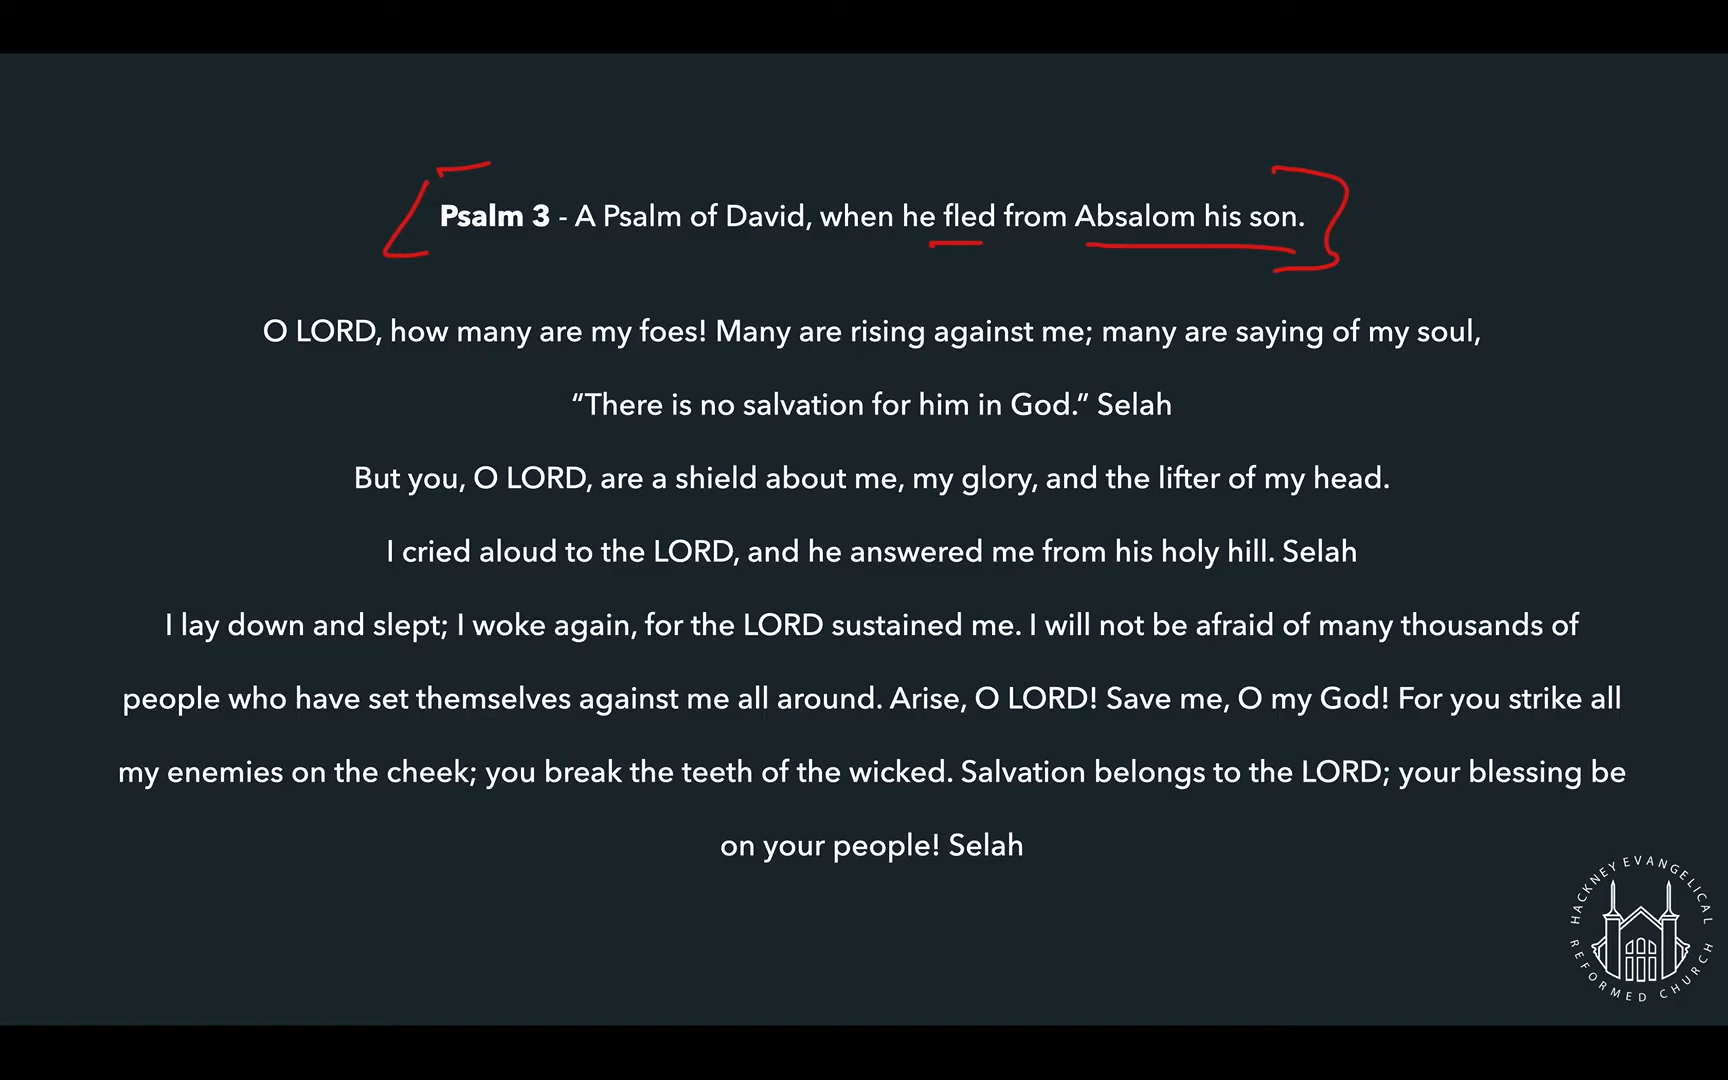 Psalm 3 - A Psalm of David, when he fled from Absalom his son.
O LORD, how many are my foes! Many are rising against me; many are saying of my soul,
“There is no salvation for him in God.” Selah
But you, O LORD, are a shield about me, my glory, and the lifter of my head.
I cried aloud to the LORD, and he answered me from his holy hill. Selah
I lay down and slept; I woke again, for the LORD sustained me. I will not be afraid of many thousands of
people who have set themselves against me all around. Arise, O LORD! Save me, O my God! For you strike all
my enemies on the cheek; you break the teeth of the wicked. Salvation belongs to the LORD; your blessing be
on your people! Selah
HACKNEY EVANGELICAL
REFORMED CHURCH